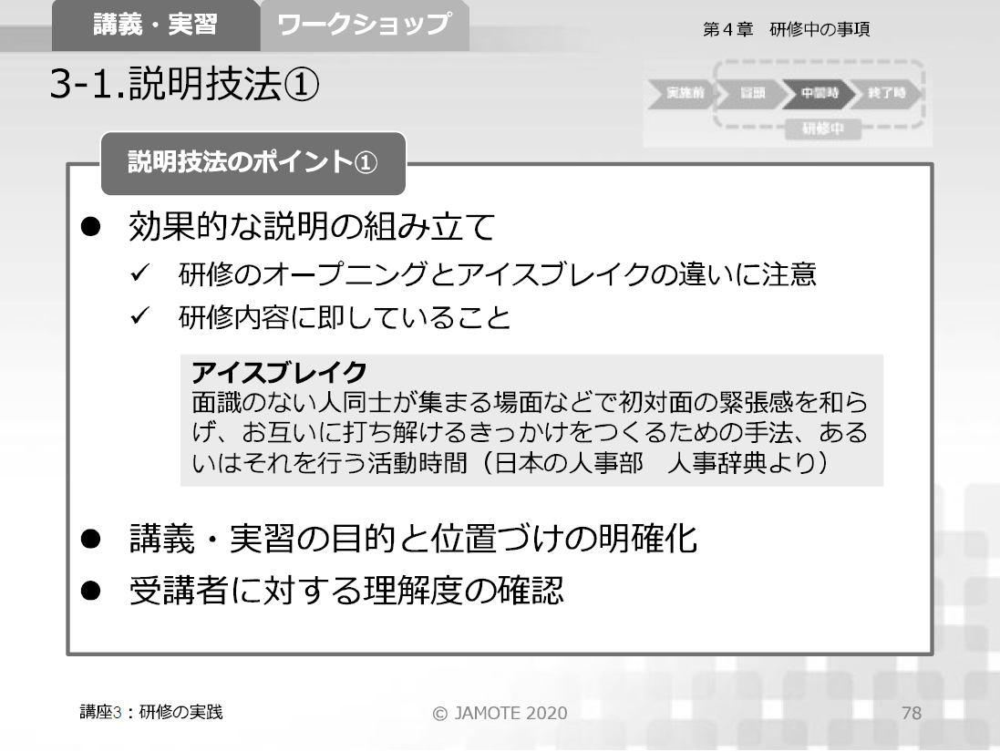 講義・実習
ワークショップ
第４章　研修中の事項
3-1.説明技法①
実施前
冒頭
中間時
終了時
研修中
説明技法のポイント①
● 効果的な説明の組み立て
✓ 研修のオープニングとアイスブレイクの違いに注意
✓ 研修内容に即していること
アイスブレイク
面識のない人同士が集まる場面などで初対面の緊張感を和ら
げ、お互いに打ち解けるきっかけをつくるための手法、ある
いはそれを行う活動時間（日本の人事部　人事辞典より）
● 講義・実習の目的と位置づけの明確化
● 受講者に対する理解度の確認
講座3：研修の実践
© JAMOTE 2020
78